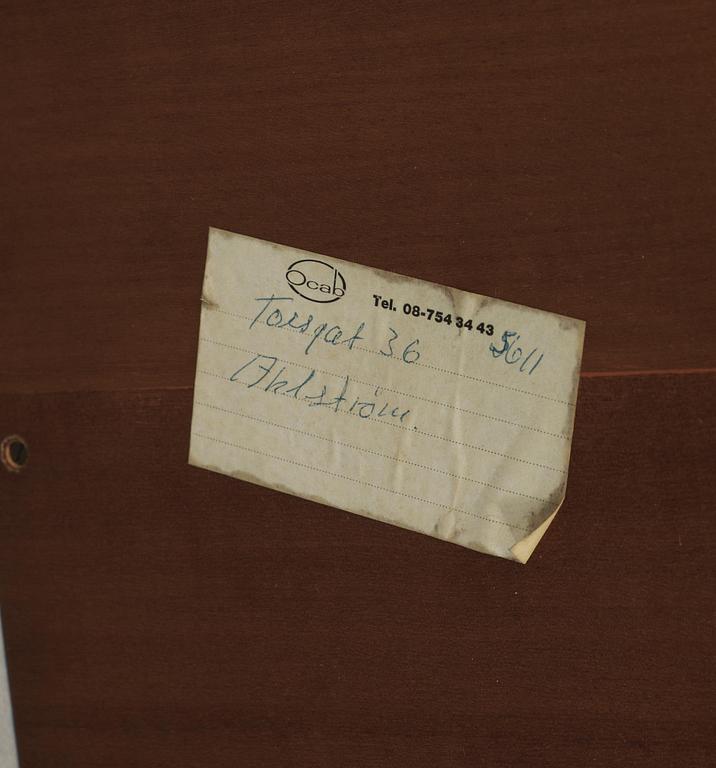 Ocab
Tel. 08-754 34 43
Torsgat 36 5611
Ahlström.